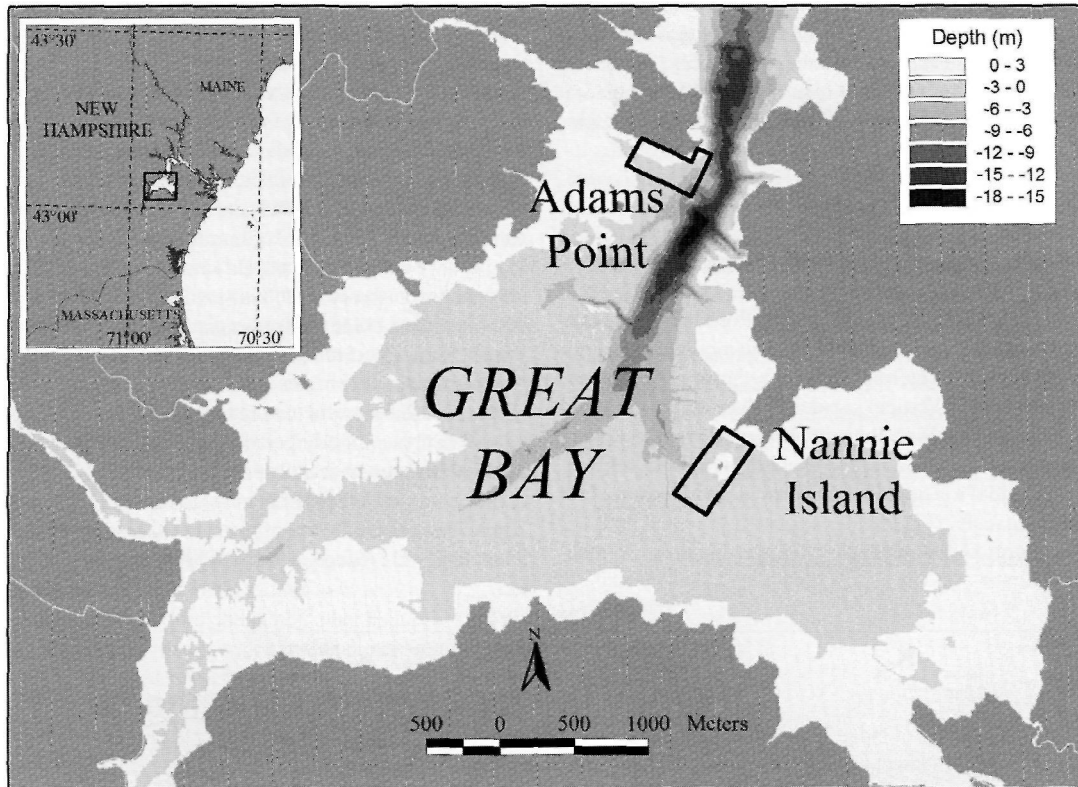 43°30'
MAINE
NEW
HAMPSHIRE
43°00'
MASSACHUSETTS
71°00'
70°30'
Depth (m)
0 - 3
-3 - 0
-6 - -3
-9 - -6
-12 - -9
-15 - -12
-18 - -15
Adams
Point
GREAT
BAY
Nannie
Island
N
500 0 500 1000 Meters